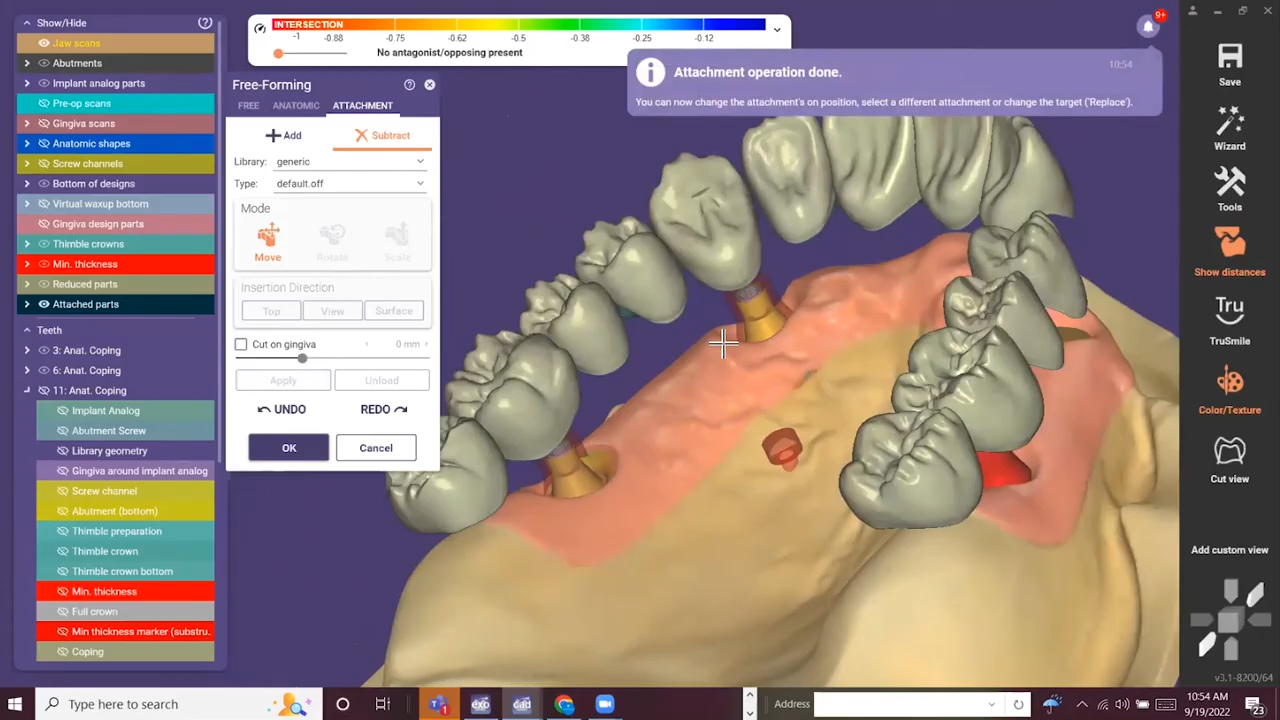 Show/Hide
Jaw scans
Abutments
Implant analog parts
Pre-op scans
Gingiva scans
Anatomic shapes
Screw channels
Bottom of designs
Virtual waxup bottom
Gingiva design parts
Thimble crowns
Min. thickness
Reduced parts
Attached parts
Teeth
3: Anat. Coping
6: Anat. Coping
11: Anat. Coping
Implant Analog
Abutment Screw
Library geometry
Gingiva around implant analog
Screw channel
Abutment (bottom)
Thimble preparation
Thimble crown
Thimble crown bottom
Min. thickness
Full crown
Min thickness marker (substru.
Coping
INTERSECTION
-1 -0.88 -0.75 -0.62 -0.5 -0.38 -0.25 -0.12
No antagonist/opposing present
Free-Forming
FREE ANATOMIC ATTACHMENT
Add Subtract
Library: generic
Type: default.off
Mode
Move Rotate Scale
Insertion Direction
Top View Surface
Cut on gingiva 0 mm
Apply Unload
UNDO REDO
OK Cancel
Attachment operation done. 10:54
You can now change the attachment's on position, select a different attachment or change the target ('Replace').
9+
Save
Wizard
Tools
Show distances
Tru
TruSmile
Color/Texture
Cut view
Add custom view
v3.1-8200/64
Type here to search
exo
cad
Address
10:54 AM
9/19/2022
23